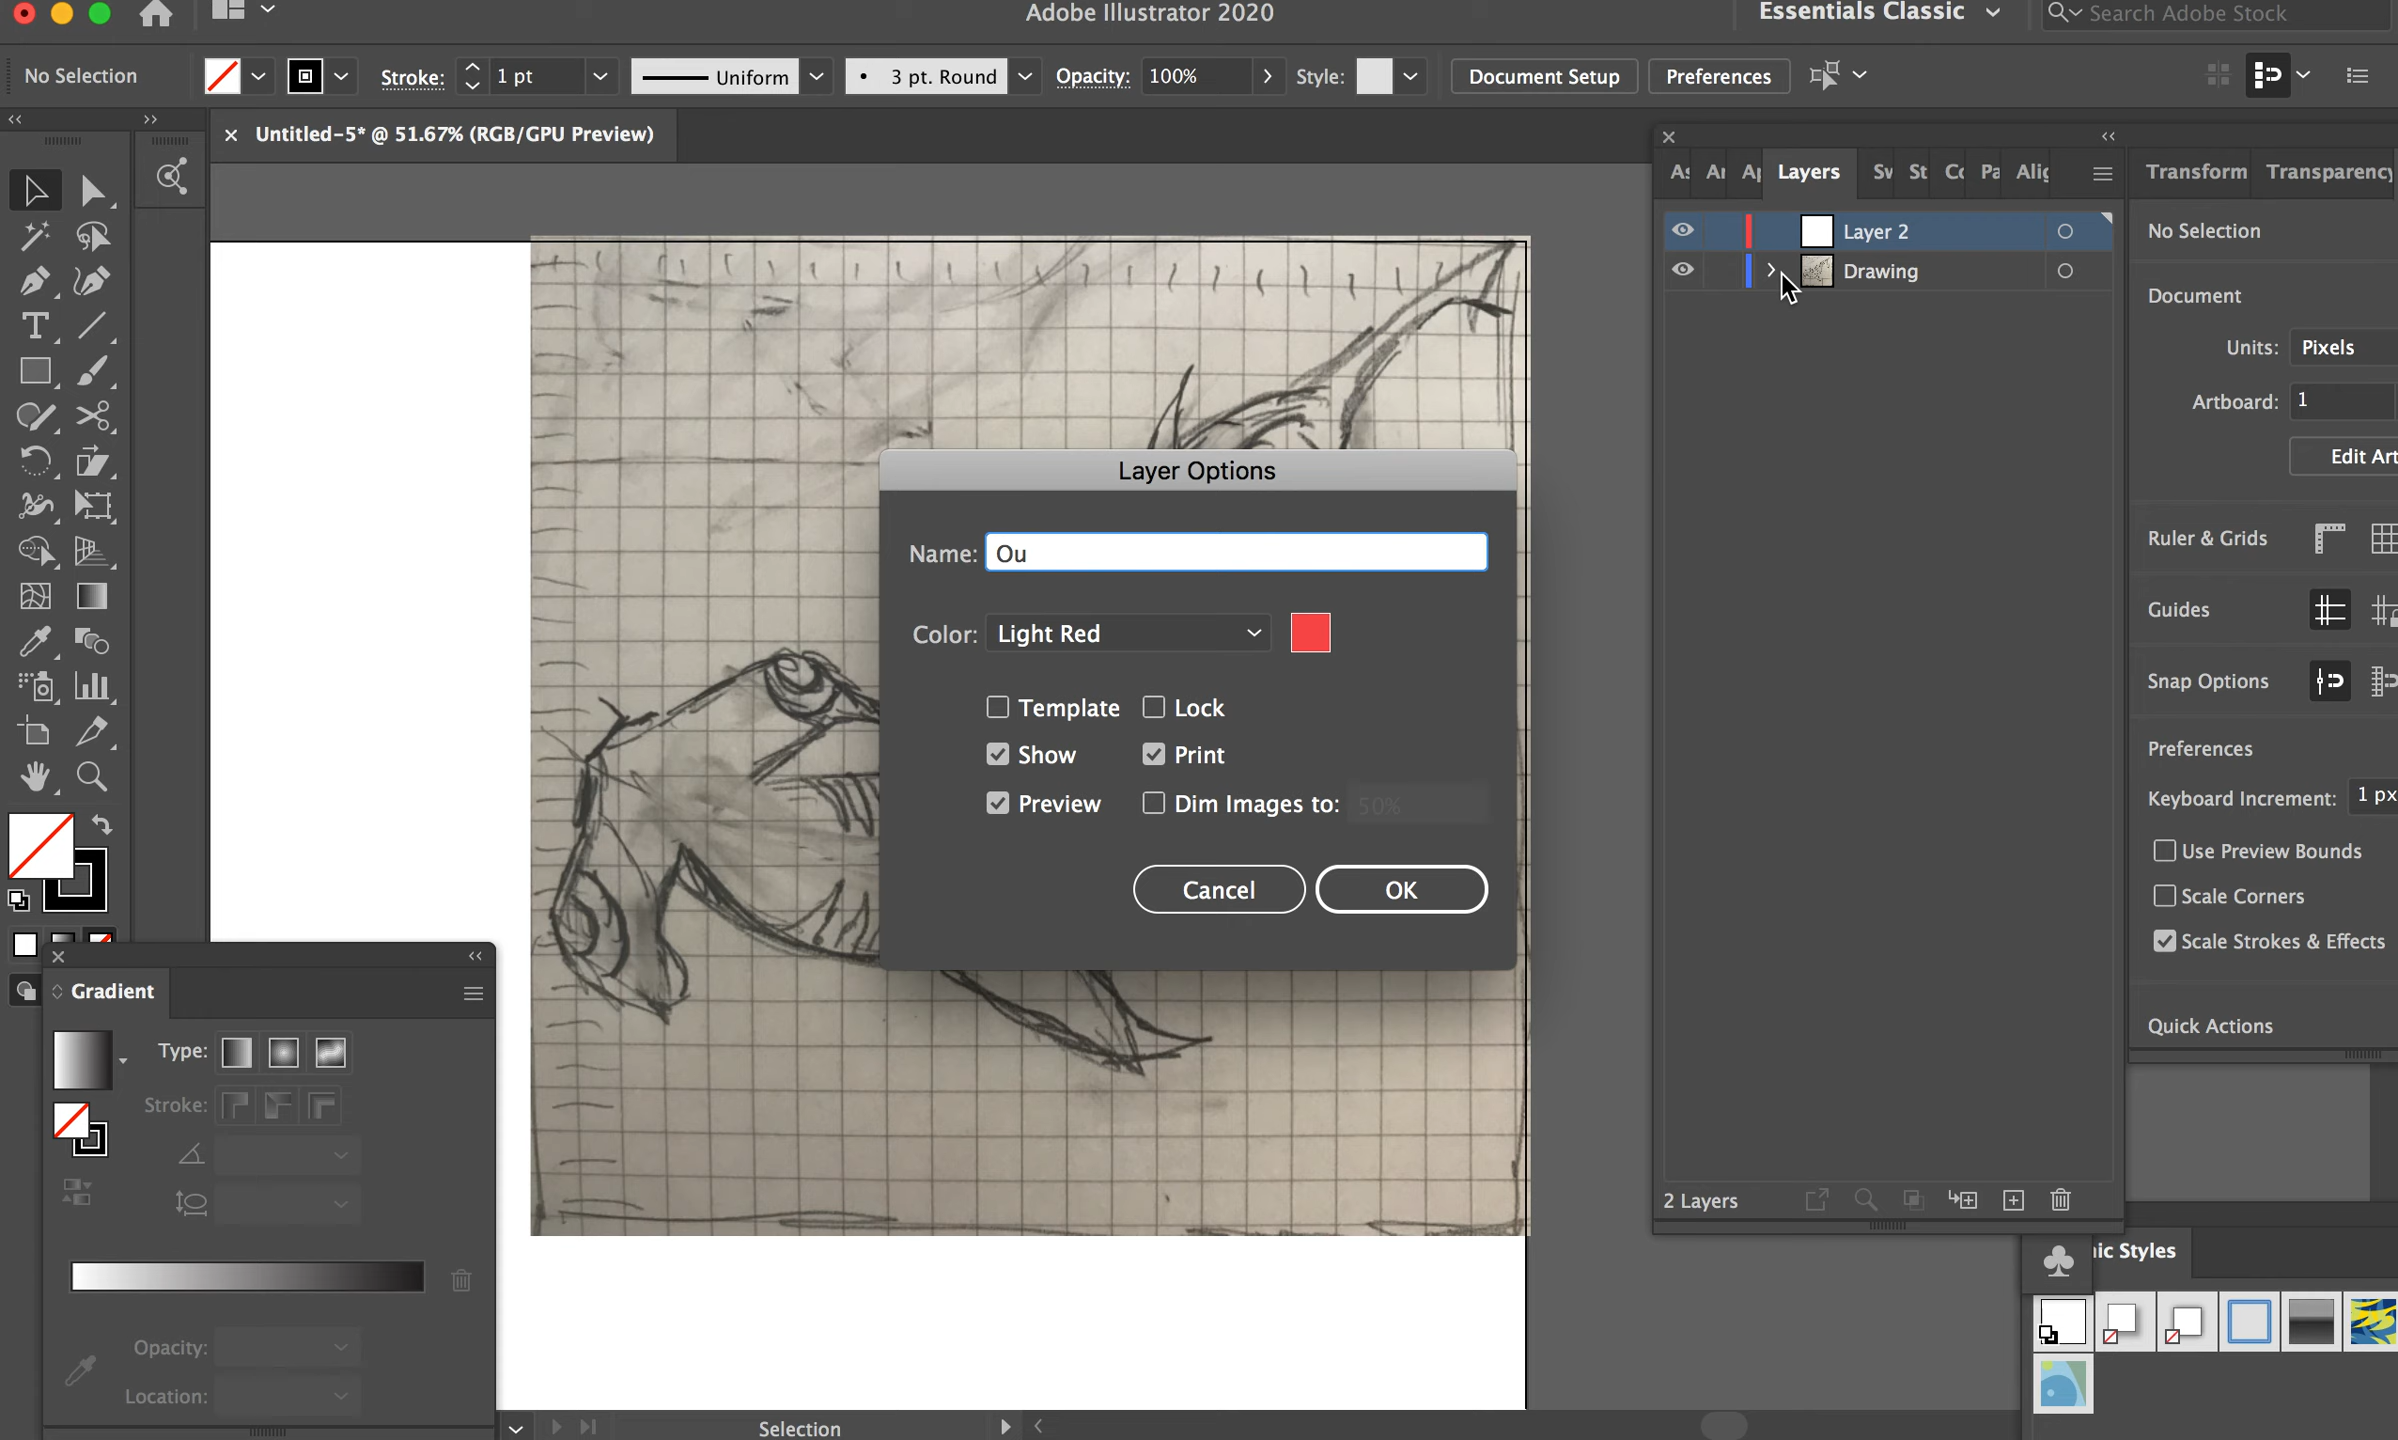 Adobe Illustrator 2020
Essentials Classic
Search Adobe Stock
No Selection
Stroke:
1 pt
Uniform
3 pt. Round
Opacity:
100%
Style:
Document Setup
Preferences
Untitled-5* @ 51.67% (RGB/GPU Preview)
Layers
Transform
Transparency
Layer 2
Drawing
No Selection
Document
Units:
Pixels
Artboard:
1
Edit Art
Layer Options
Name:
Ou
Color:
Light Red
Template
Lock
Show
Print
Preview
Dim Images to:
50%
Cancel
OK
Ruler & Grids
Guides
Snap Options
Preferences
Keyboard Increment:
1 px
Use Preview Bounds
Scale Corners
Scale Strokes & Effects
Quick Actions
Gradient
Type:
Stroke:
Opacity:
Location:
2 Layers
ic Styles
Selection